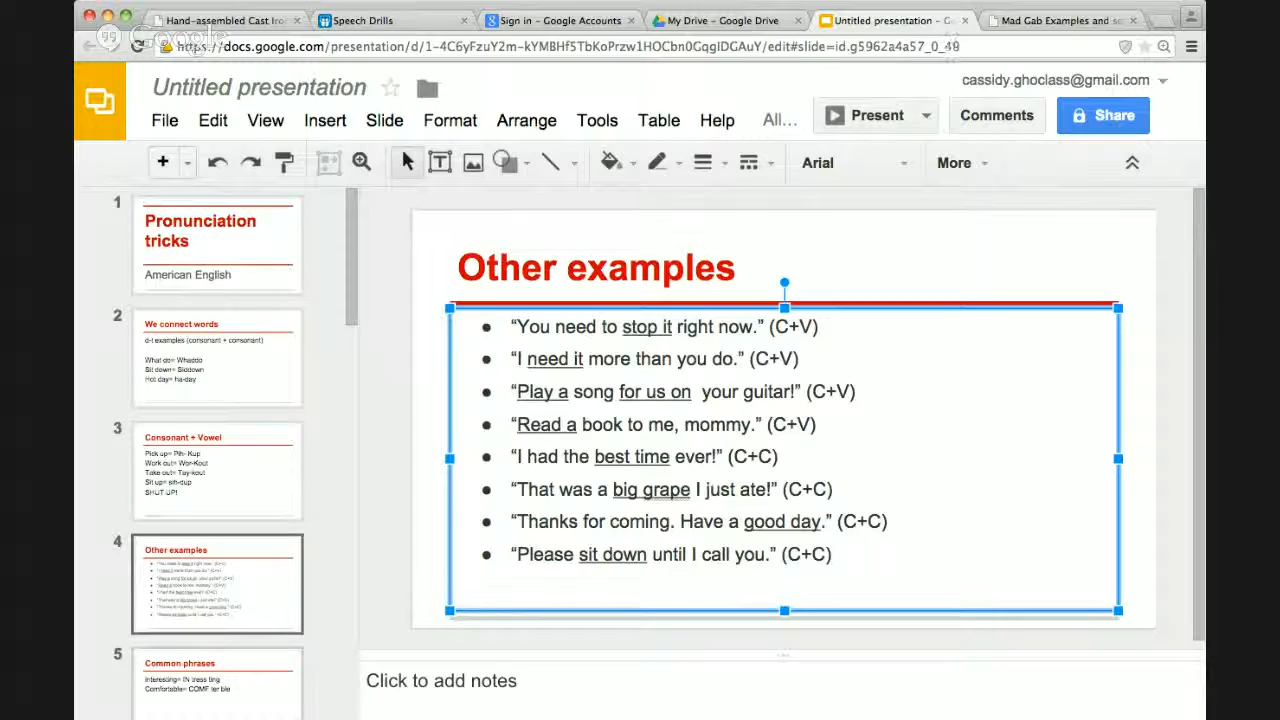 Hand-assembled Cast Iro
Speech Drills
Sign in - Google Accounts
My Drive - Google Drive
Untitled presentation - G
Mad Gab Examples and se
Google
https://docs.google.com/presentation/d/1-4C6yFzuY2m-kYMBHfSTbKoPrzw1HOCbn0GqglDGAuY/edit#slide=id.g5962a4a57_0_48
Untitled presentation
cassidy.ghoclass@gmail.com
File Edit View Insert Slide Format Arrange Tools Table Help All...
Present
Comments
Share
Arial
More
1
Pronunciation
tricks
American English
2
We connect words
d-t examples (consonant + consonant)
What do= Whaddo
Sit down= Siddown
Hot day= ha-day
3
Consonant + Vowel
Pick up= Pih- Kup
Work out= Wor-Kout
Take out= Tay-kout
Sit up= sih-dup
SHUT UP!
4
Other examples
5
Common phrases
Interesting= IN tress ting
Comfortable= COMF ter ble
Other examples
● “You need to stop it right now.” (C+V)
● “I need it more than you do.” (C+V)
● “Play a song for us on your guitar!” (C+V)
● “Read a book to me, mommy.” (C+V)
● “I had the best time ever!” (C+C)
● “That was a big grape I just ate!” (C+C)
● “Thanks for coming. Have a good day.” (C+C)
● “Please sit down until I call you.” (C+C)
Click to add notes